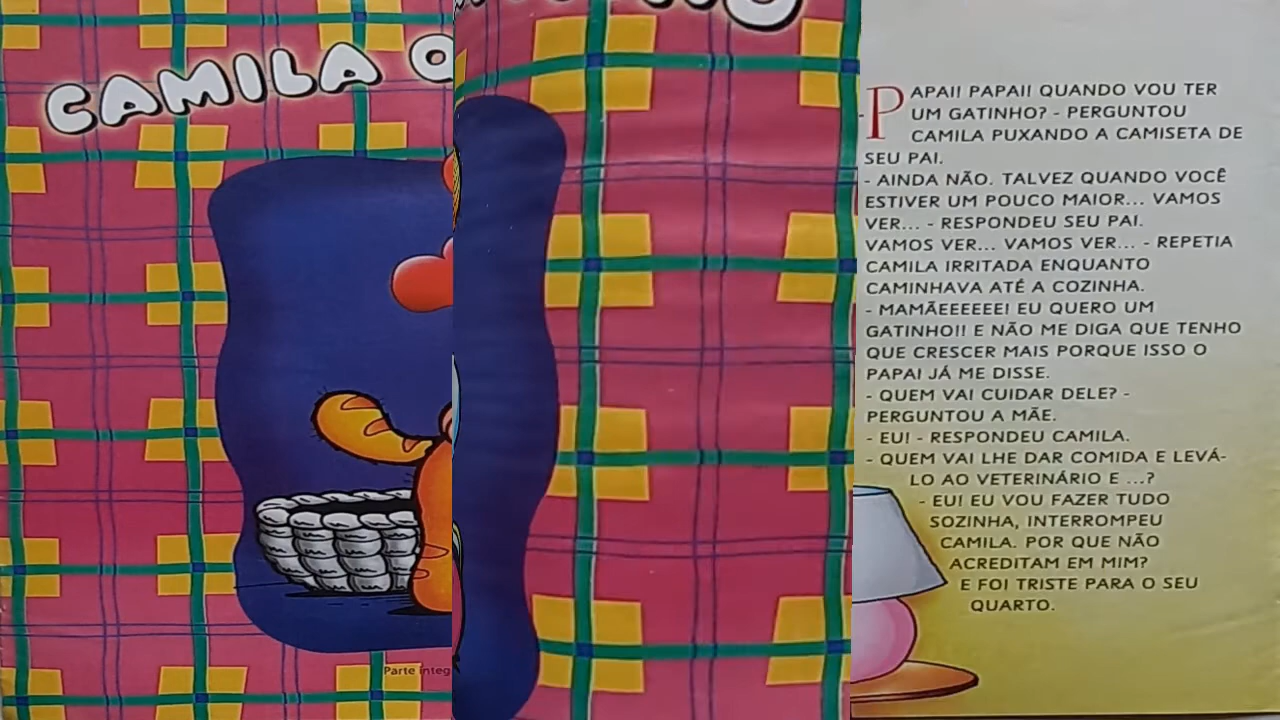 CAMILA
PAPAI! PAPAI! QUANDO VOU TER
UM GATINHO? - PERGUNTOU
CAMILA PUXANDO A CAMISETA DE
SEU PAI.
- AINDA NÃO. TALVEZ QUANDO VOCÊ
ESTIVER UM POUCO MAIOR... VAMOS
VER... - RESPONDEU SEU PAI.
VAMOS VER... VAMOS VER... - REPETIA
CAMILA IRRITADA ENQUANTO
CAMINHAVA ATÉ A COZINHA.
- MAMÃEEEEEE! EU QUERO UM
GATINHO!! E NÃO ME DIGA QUE TENHO
QUE CRESCER MAIS PORQUE ISSO O
PAPAI JÁ ME DISSE.
- QUEM VAI CUIDAR DELE? -
PERGUNTOU A MÃE.
- EU! - RESPONDEU CAMILA.
- QUEM VAI LHE DAR COMIDA E LEVÁ-
LO AO VETERINÁRIO E ...?
- EU! EU VOU FAZER TUDO
SOZINHA, INTERROMPEU
CAMILA. POR QUE NÃO
ACREDITAM EM MIM?
E FOI TRISTE PARA O SEU
QUARTO.
Parte integ